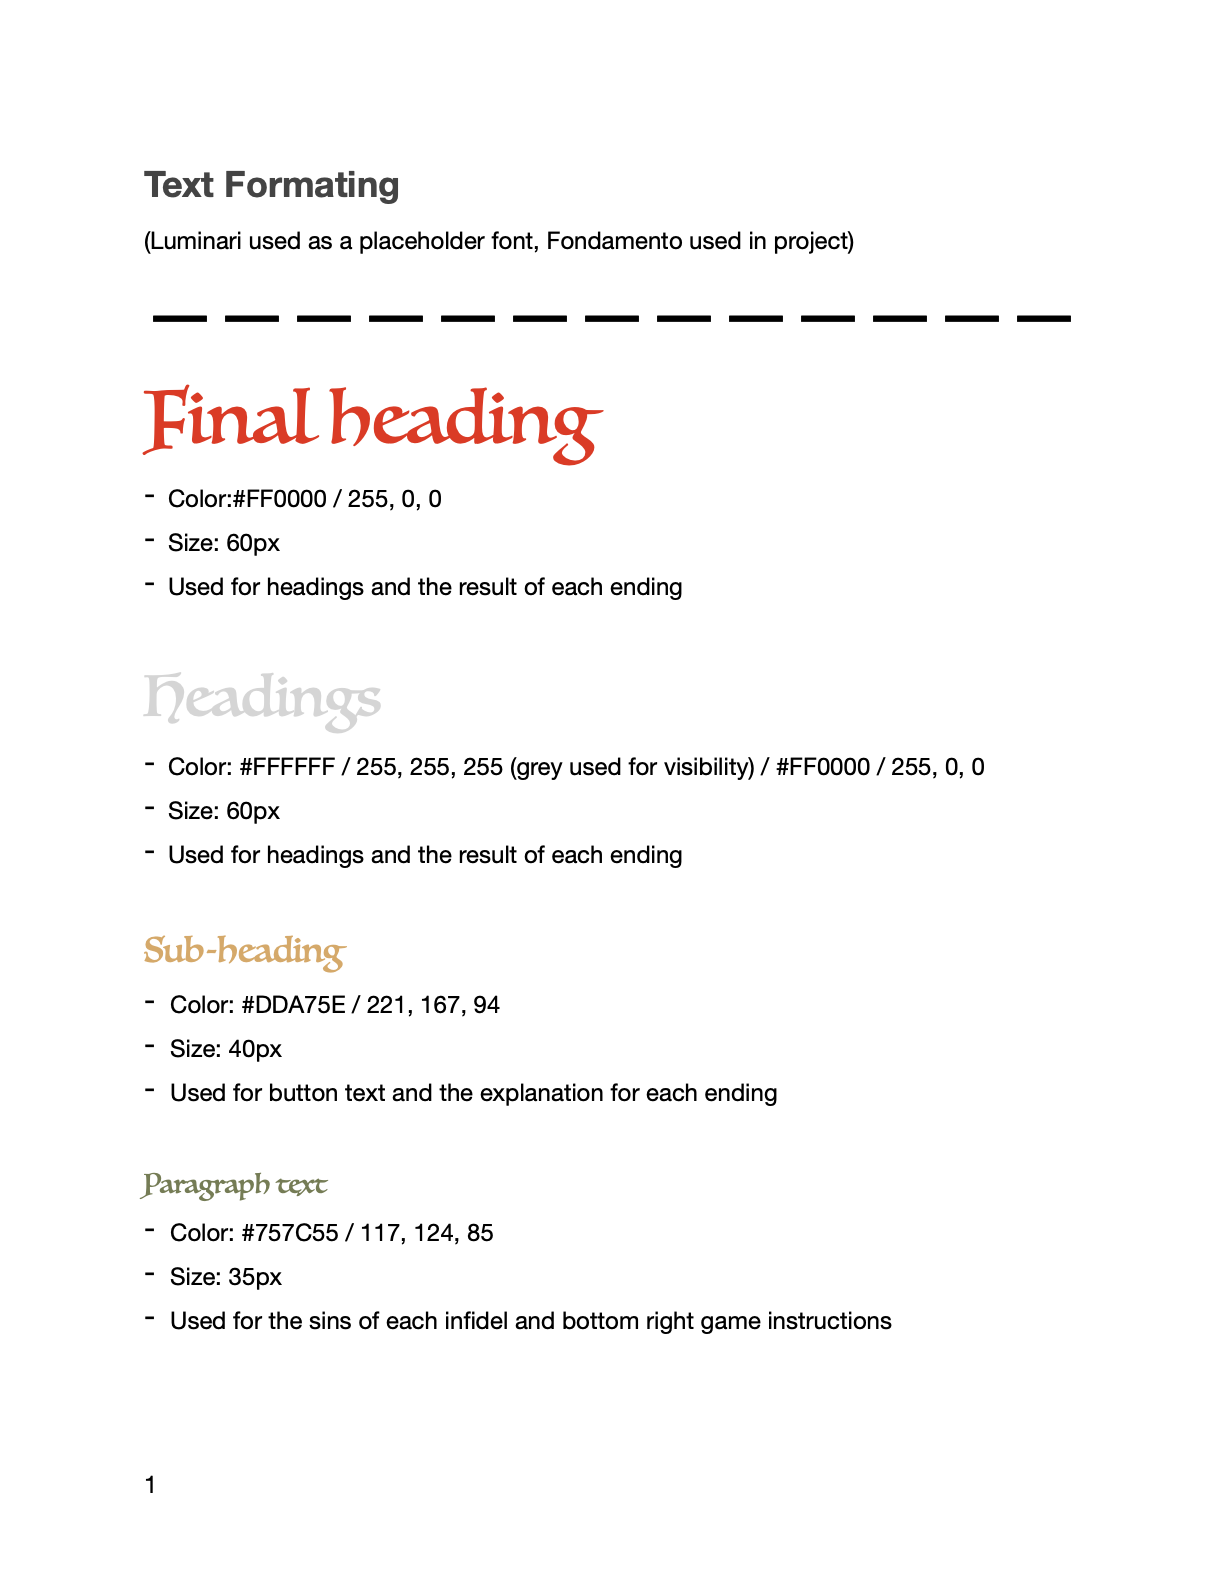 Text Formating
(Luminari used as a placeholder font, Fondamento used in project)
Final heading
- Color:#FF0000 / 255, 0, 0
- Size: 60px
- Used for headings and the result of each ending
Headings
- Color: #FFFFFF / 255, 255, 255 (grey used for visibility) / #FF0000 / 255, 0, 0
- Size: 60px
- Used for headings and the result of each ending
Sub-heading
- Color: #DDA75E / 221, 167, 94
- Size: 40px
- Used for button text and the explanation for each ending
Paragraph text
- Color: #757C55 / 117, 124, 85
- Size: 35px
- Used for the sins of each infidel and bottom right game instructions
1